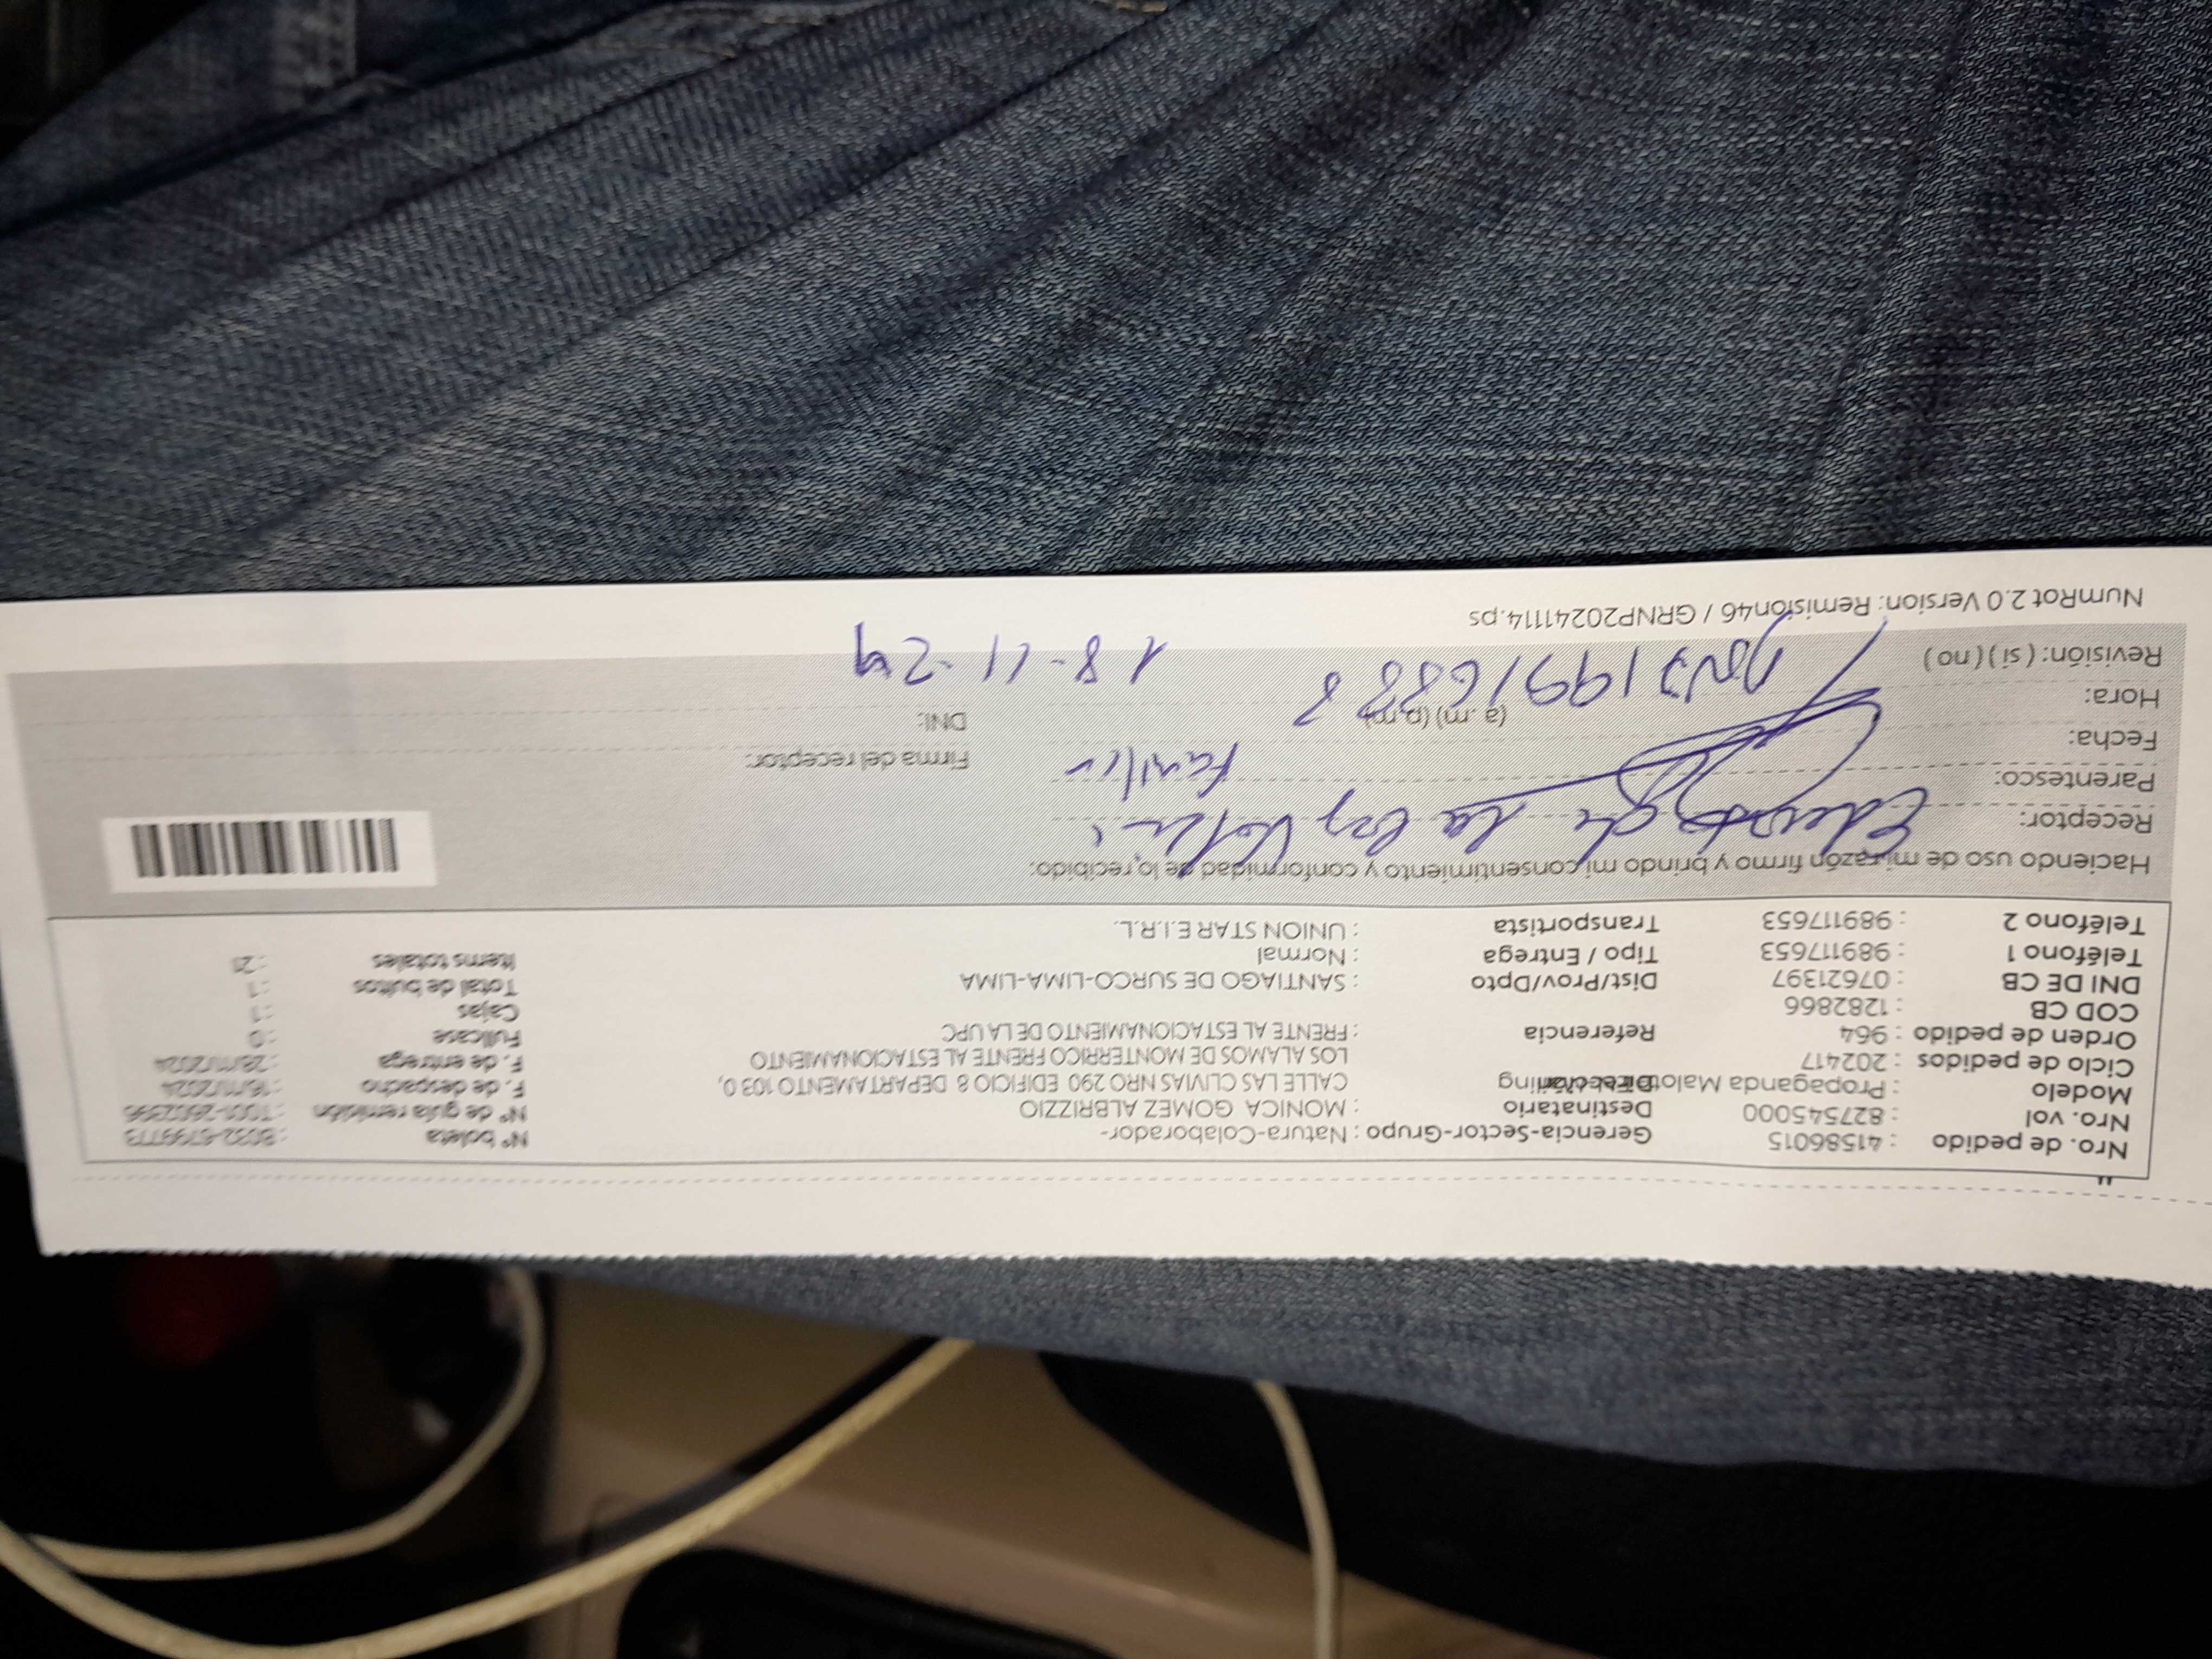 Nro. de pedido : 41586015 Gerencia-Sector-Grupo : Natura-Colaborador- Nº boleta
Nro. vol : 827545000 Destinatario : MONICA GOMEZ ALBRIZZIO Nº de guía remisión
Modelo : Propaganda CALLE LAS CLIVIAS NRO 290 EDIFICIO 8 DEPARTAMENTO 103 0, F. de despacho : 16/11/2024
Ciclo de pedidos : 202417 LOS ALAMOS DE MONTERRICO FRENTE AL ESTACIONAMIENTO F. de entrega
Orden de pedido : 964 Referencia : FRENTE AL ESTACIONAMIENTO DE LA UPC Fullcase : 0
COD CB : 1282866 Cajas : 1
DNI DE CB : 07621397 Dist/Prov/Dpto : SANTIAGO DE SURCO-LIMA-LIMA Total de bultos : 1
Teléfono 1 : 989117653 Tipo / Entrega : Normal Items totales : 21
Teléfono 2 : 989117653 Transportista : UNION STAR E.I.R.L.
Haciendo uso de mi razón firmo y brindo mi consentimiento y conformidad de lo recibido:
Receptor: de la
Parentesco:
Firma del receptor:
Fecha:
Hora: (a.m) (p.m) DNI:
Revisión: (si) (no) 18-11-24
NumRot 2.0 Version: Remisión46 / GRNP20241114.ps